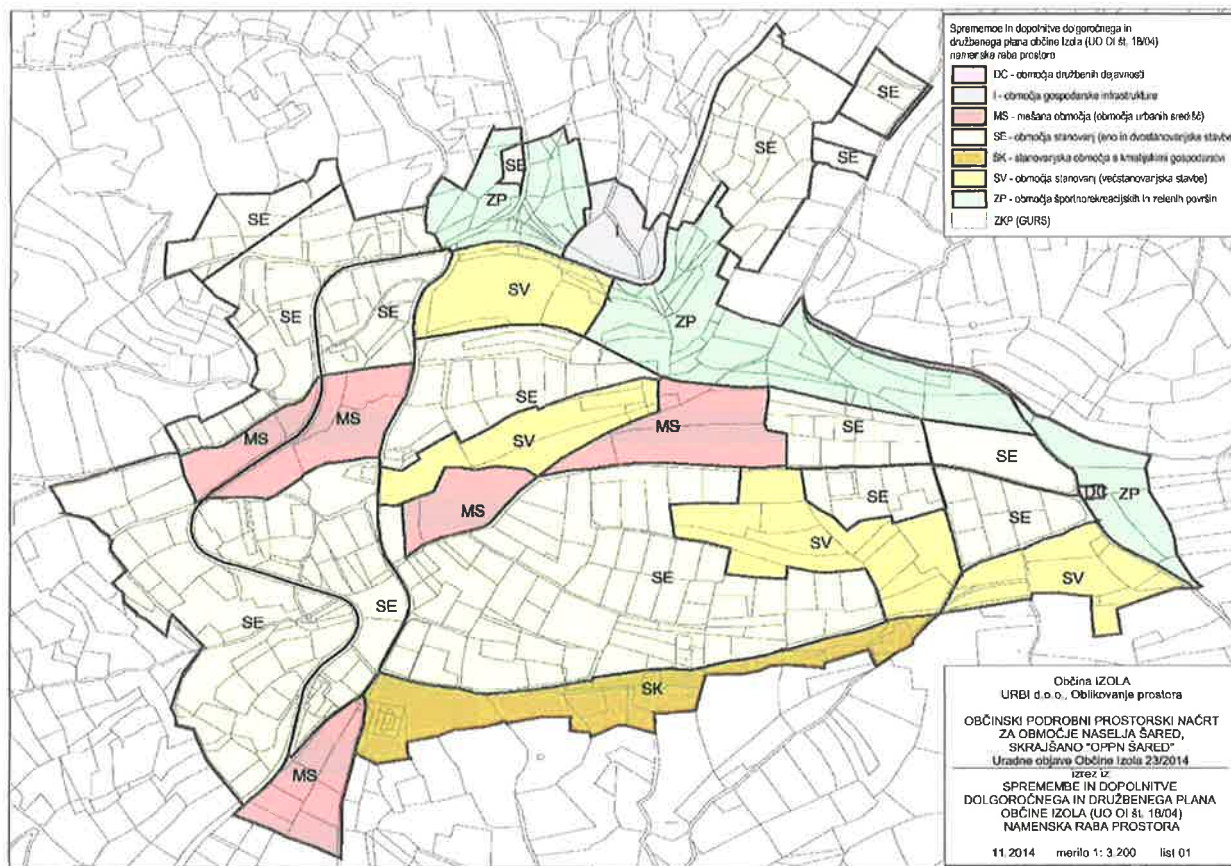 Spremembe in dopolnitve dolgoročnega in
družbenega plana občine Izola (UO OI št. 18/04)
namenska raba prostora
DC - območja družbenih dejavnosti
I - območja gospodarske infrastrukture
MS - mešana območja (območja urbanih središč)
SE - območja stanovanj (eno in dvostanovanjske stavbe
SK - stanovanjska območja s kmetijskimi gospodarstvi
SV - območja stanovanj (večstanovanjska stavbe)
ZP - območja športnorekreacijskih in zelenih površin
ZKP (GURS)
SE
SE
SE
SE
ZP
I
SE
SV
SE
SE
ZP
SE
MS
MS
SV
MS
SE
SE
DC
ZP
MS
SE
SE
SV
SE
SV
SE
SE
SK
MS
Občina IZOLA
URBI d.o.o., Oblikovanje prostora
OBČINSKI PODROBNI PROSTORSKI NAČRT
ZA OBMOČJE NASELJA ŠARED,
SKRAJŠANO "OPPN ŠARED"
Uradne objave Občine Izola 23/2014
izrez iz
SPREMEMBE IN DOPOLNITVE
DOLGOROČNEGA IN DRUŽBENEGA PLANA
OBČINE IZOLA (UO OI št. 18/04)
NAMENSKA RABA PROSTORA
11.2014 merilo 1: 3.200 list 01